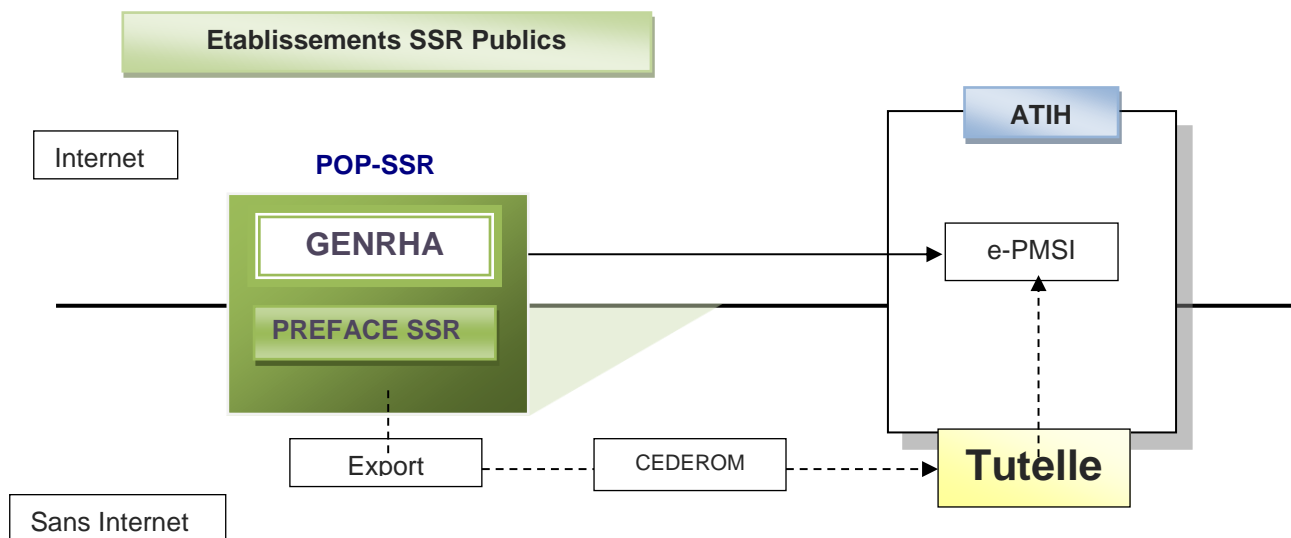 Etablissements SSR Publics
ATIH
Internet
POP-SSR
GENRHA
e-PMSI
PREFACE SSR
Export
CEDEROM
Tutelle
Sans Internet